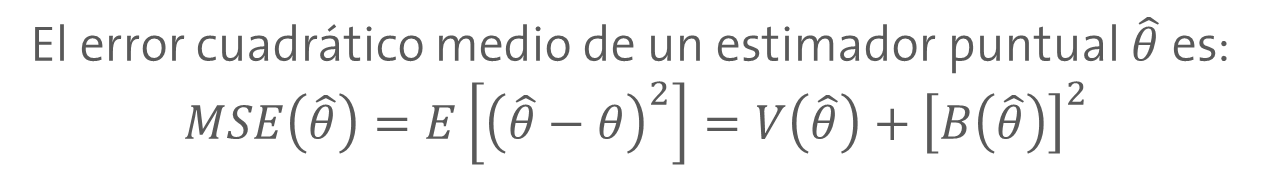 El error cuadrático medio de un estimador puntual θ̂ es:
MSE(θ̂) = E[(θ̂ − θ)²] = V(θ̂) + [B(θ̂)]²